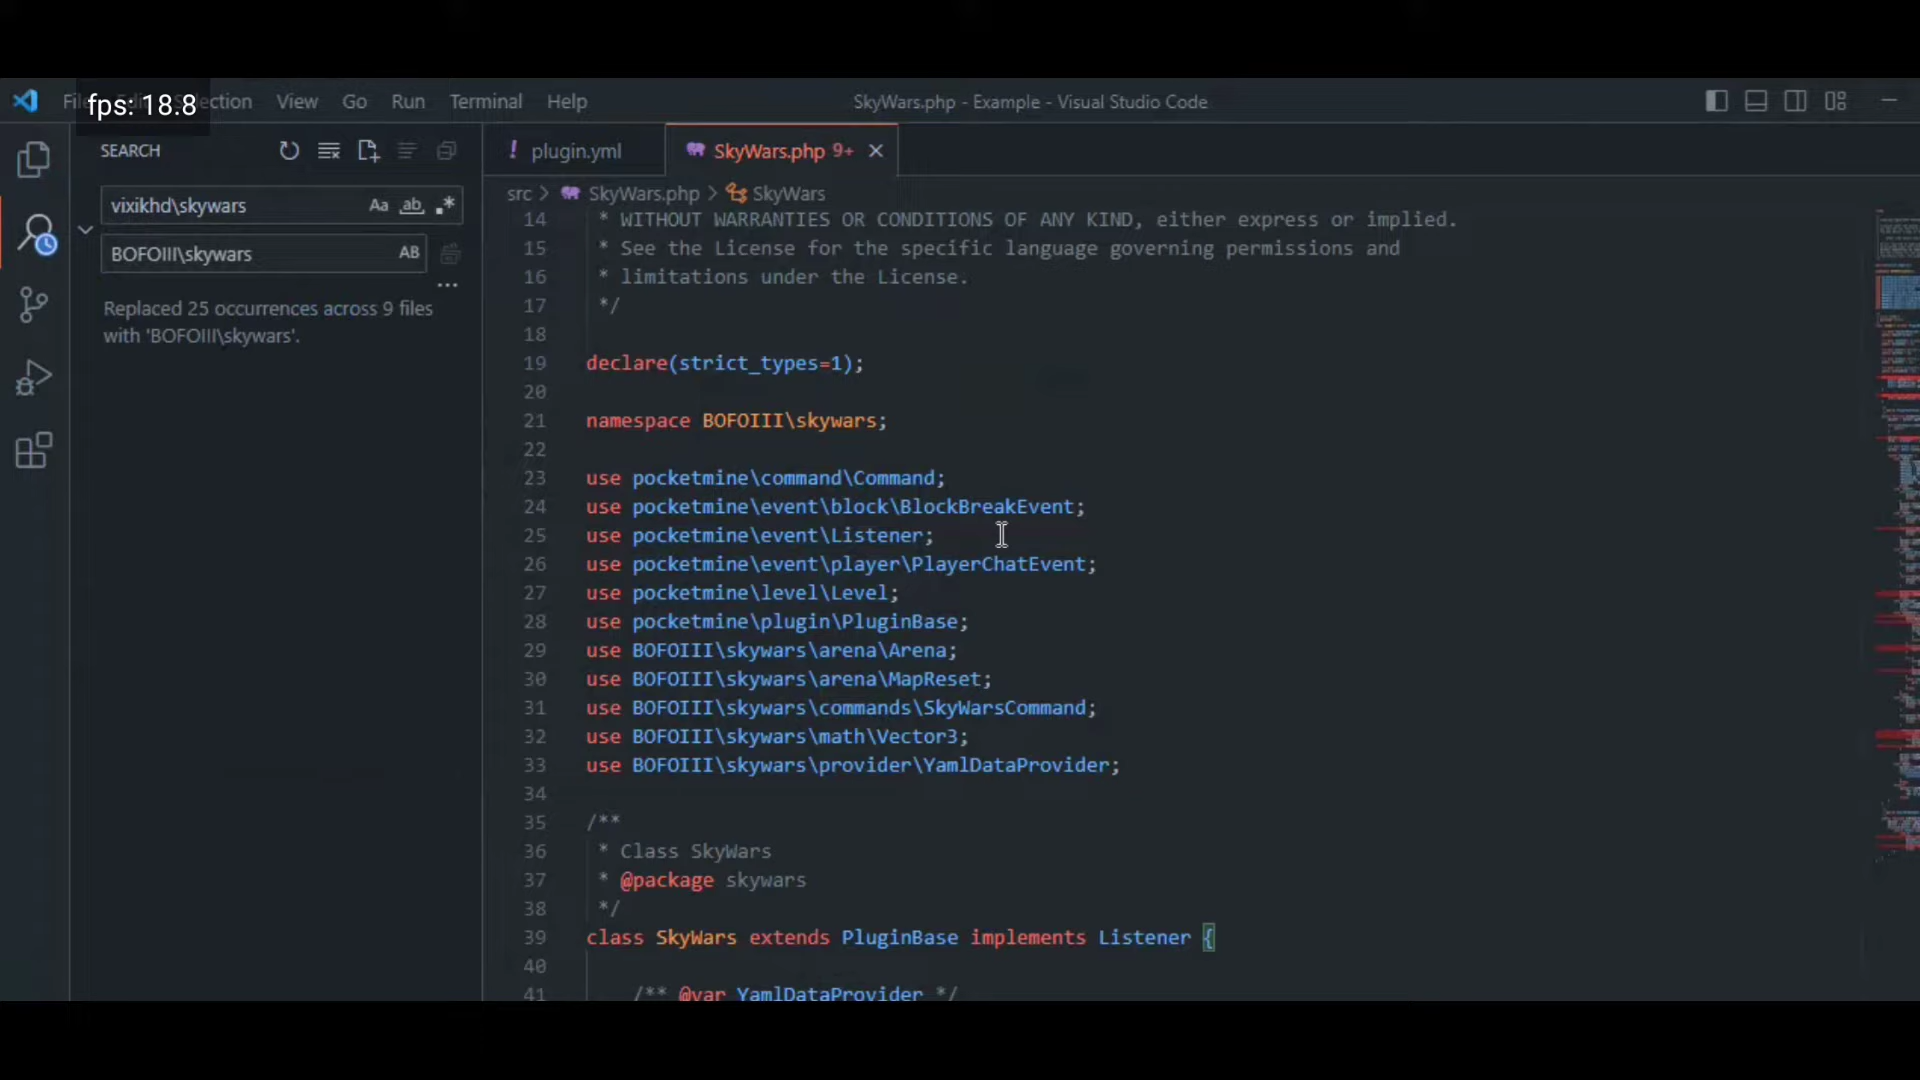 fps: 18.8
Selection View Go Run Terminal Help
SkyWars.php - Example - Visual Studio Code
SEARCH
vixikhd\skywars
Aa ab .*
BOFOIII\skywars
AB
...
Replaced 25 occurrences across 9 files
with 'BOFOIII\skywars'.
! plugin.yml
SkyWars.php 9+
src > SkyWars.php > SkyWars
14 * WITHOUT WARRANTIES OR CONDITIONS OF ANY KIND, either express or implied.
15 * See the License for the specific language governing permissions and
16 * limitations under the License.
17 */
18
19 declare(strict_types=1);
20
21 namespace BOFOIII\skywars;
22
23 use pocketmine\command\Command;
24 use pocketmine\event\block\BlockBreakEvent;
25 use pocketmine\event\Listener;
26 use pocketmine\event\player\PlayerChatEvent;
27 use pocketmine\level\Level;
28 use pocketmine\plugin\PluginBase;
29 use BOFOIII\skywars\arena\Arena;
30 use BOFOIII\skywars\arena\MapReset;
31 use BOFOIII\skywars\commands\SkyWarsCommand;
32 use BOFOIII\skywars\math\Vector3;
33 use BOFOIII\skywars\provider\YamlDataProvider;
34
35 /**
36 * Class SkyWars
37 * @package skywars
38 */
39 class SkyWars extends PluginBase implements Listener {
40
41 /** @var YamlDataProvider */